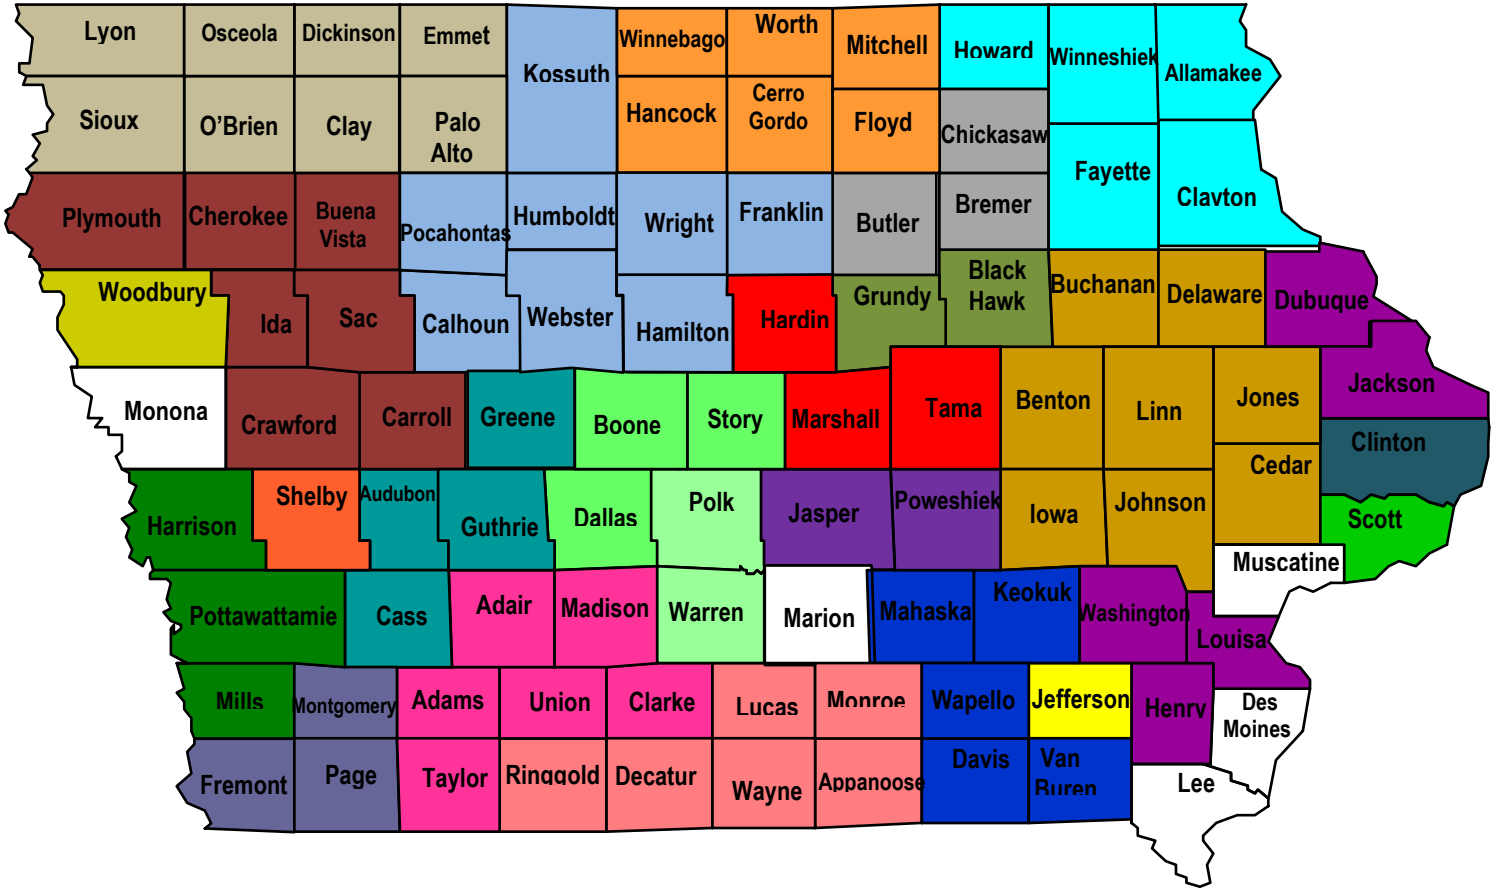 Lyon
Osceola
Dickinson
Emmet
Kossuth
Winnebago
Worth
Mitchell
Howard
Winneshiek
Allamakee
Sioux
O'Brien
Clay
Palo
Alto
Hancock
Cerro
Gordo
Floyd
Chickasaw
Fayette
Clayton
Plymouth
Cherokee
Buena
Vista
Pocahontas
Humboldt
Wright
Franklin
Butler
Bremer
Woodbury
Ida
Sac
Calhoun
Webster
Hamilton
Hardin
Grundy
Black
Hawk
Buchanan
Delaware
Dubuque
Monona
Crawford
Carroll
Greene
Boone
Story
Marshall
Tama
Benton
Linn
Jones
Jackson
Clinton
Cedar
Harrison
Shelby
Audubon
Guthrie
Dallas
Polk
Jasper
Poweshiek
Iowa
Johnson
Scott
Muscatine
Pottawattamie
Cass
Adair
Madison
Warren
Marion
Mahaska
Keokuk
Washington
Louisa
Mills
Montgomery
Adams
Union
Clarke
Lucas
Monroe
Wapello
Jefferson
Henry
Des
Moines
Fremont
Page
Taylor
Ringgold
Decatur
Wayne
Appanoose
Davis
Van
Buren
Lee